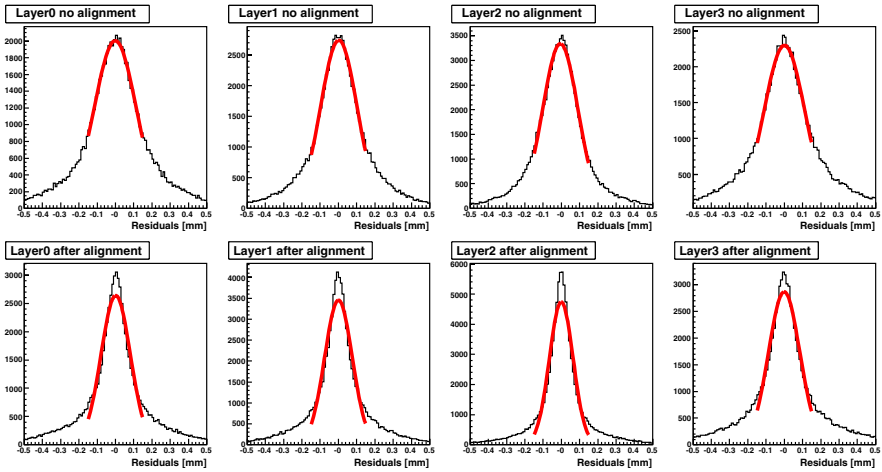 Layer0 no alignment
2000
1800
1600
1400
1200
1000
800
600
400
200
0
-0.5 -0.4 -0.3 -0.2 -0.1 -0 0.1 0.2 0.3 0.4 0.5
Residuals [mm]
Layer1 no alignment
2500
2000
1500
1000
500
0
-0.5 -0.4 -0.3 -0.2 -0.1 -0 0.1 0.2 0.3 0.4 0.5
Residuals [mm]
Layer2 no alignment
3500
3000
2500
2000
1500
1000
500
0
-0.5 -0.4 -0.3 -0.2 -0.1 -0 0.1 0.2 0.3 0.4 0.5
Residuals [mm]
Layer3 no alignment
2500
2000
1500
1000
500
0
-0.5 -0.4 -0.3 -0.2 -0.1 -0 0.1 0.2 0.3 0.4 0.5
Residuals [mm]
Layer0 after alignment
3000
2500
2000
1500
1000
500
0
-0.5 -0.4 -0.3 -0.2 -0.1 -0 0.1 0.2 0.3 0.4 0.5
Residuals [mm]
Layer1 after alignment
4000
3500
3000
2500
2000
1500
1000
500
0
-0.5 -0.4 -0.3 -0.2 -0.1 -0 0.1 0.2 0.3 0.4 0.5
Residuals [mm]
Layer2 after alignment
6000
5000
4000
3000
2000
1000
0
-0.5 -0.4 -0.3 -0.2 -0.1 -0 0.1 0.2 0.3 0.4 0.5
Residuals [mm]
Layer3 after alignment
3000
2500
2000
1500
1000
500
0
-0.5 -0.4 -0.3 -0.2 -0.1 -0 0.1 0.2 0.3 0.4 0.5
Residuals [mm]